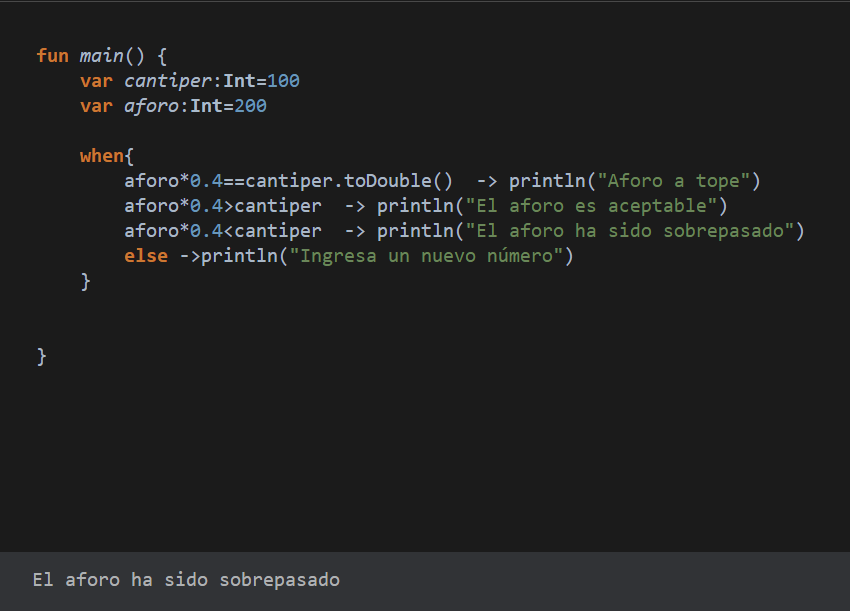 fun main() {
    var cantiper:Int=100
    var aforo:Int=200
    when{
        aforo*0.4==cantiper.toDouble()  -> println("Aforo a tope")
        aforo*0.4>cantiper  -> println("El aforo es aceptable")
        aforo*0.4<cantiper  -> println("El aforo ha sido sobrepasado")
        else ->println("Ingresa un nuevo número")
    }
}
El aforo ha sido sobrepasado